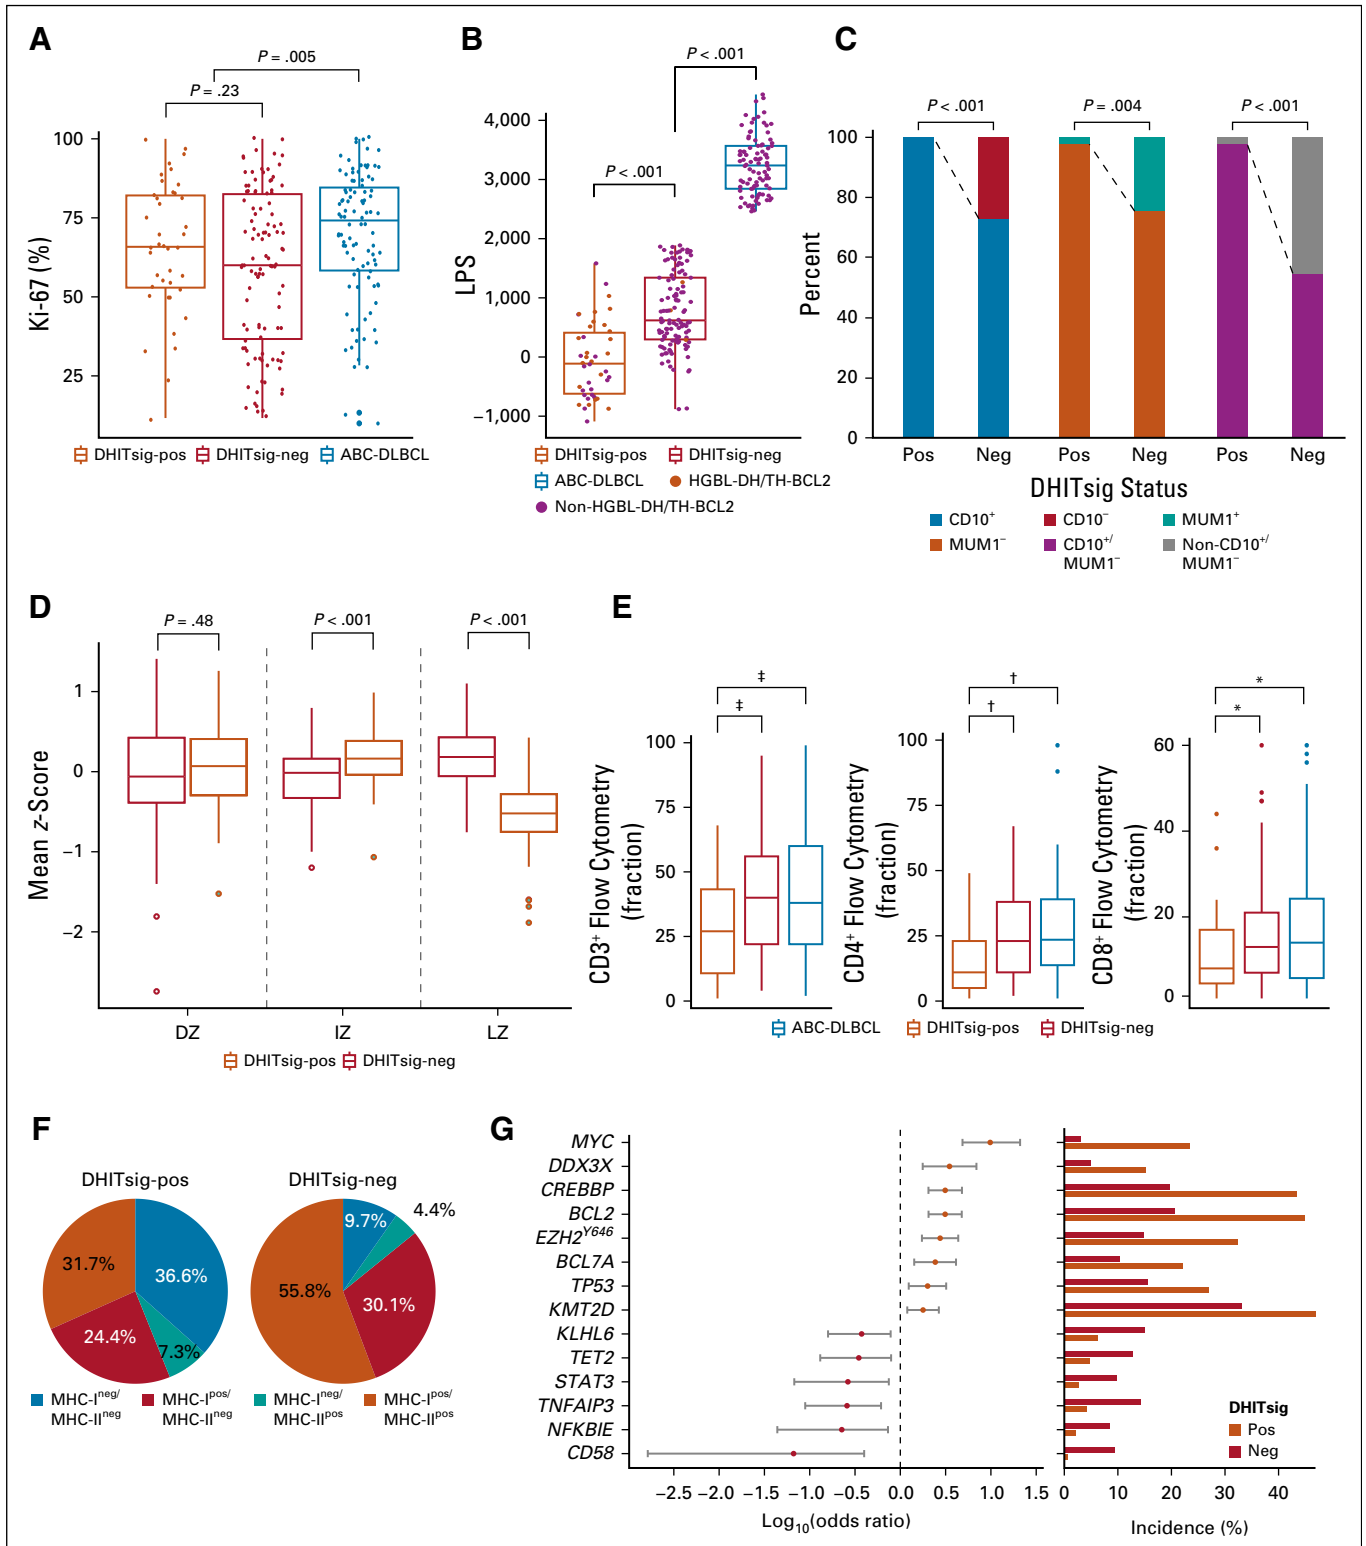 A
P = .005
P = .23
Ki-67 (%)
100
75
50
25
DHITsig-pos
DHITsig-neg
ABC-DLBCL
B
P < .001
P < .001
LPS
4,000
3,000
2,000
1,000
0
−1,000
DHITsig-pos
DHITsig-neg
ABC-DLBCL
HGBL-DH/TH-BCL2
Non-HGBL-DH/TH-BCL2
C
P < .001
P = .004
P < .001
Percent
100
80
60
40
20
0
Pos
Neg
Pos
Neg
Pos
Neg
DHITsig Status
CD10⁺
CD10⁻
MUM1⁺
MUM1⁻
CD10⁺/
MUM1⁻
Non-CD10⁺/
MUM1⁻
D
P = .48
P < .001
P < .001
Mean z-Score
1
0
−1
−2
DZ
IZ
LZ
DHITsig-pos
DHITsig-neg
E
‡
‡
CD3⁺ Flow Cytometry
(fraction)
100
75
50
25
0
†
†
CD4⁺ Flow Cytometry
(fraction)
100
75
50
25
0
*
*
CD8⁺ Flow Cytometry
(fraction)
60
40
20
0
ABC-DLBCL
DHITsig-pos
DHITsig-neg
F
DHITsig-pos
31.7%
36.6%
24.4%
7.3%
DHITsig-neg
9.7%
4.4%
55.8%
30.1%
MHC-Iⁿᵉᵍ/
MHC-IIⁿᵉᵍ
MHC-Iᵖᵒˢ/
MHC-IIⁿᵉᵍ
MHC-Iⁿᵉᵍ/
MHC-IIᵖᵒˢ
MHC-Iᵖᵒˢ/
MHC-IIᵖᵒˢ
G
MYC
DDX3X
CREBBP
BCL2
EZH2Y646
BCL7A
TP53
KMT2D
KLHL6
TET2
STAT3
TNFAIP3
NFKBIE
CD58
−2.5 −2.0 −1.5 −1.0 −0.5 0.0 0.5 1.0 1.5
Log₁₀(odds ratio)
DHITsig
Pos
Neg
0 10 20 30 40
Incidence (%)